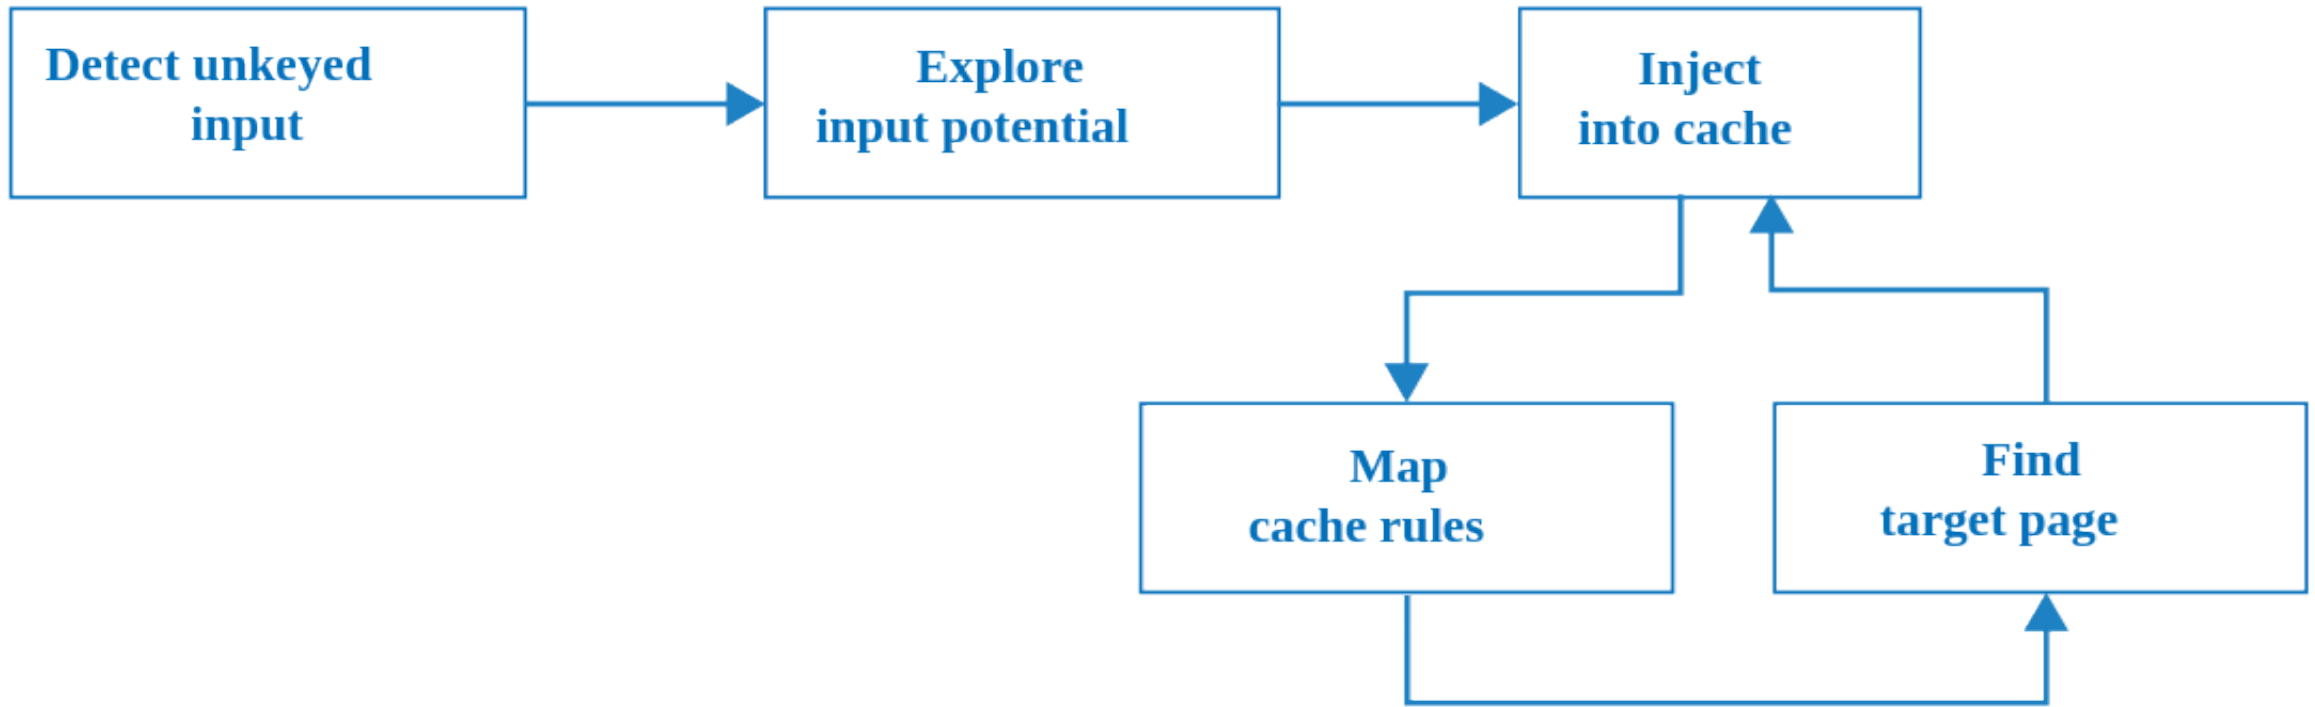 Detect unkeyed
input
Explore
input potential
Inject
into cache
Map
cache rules
Find
target page